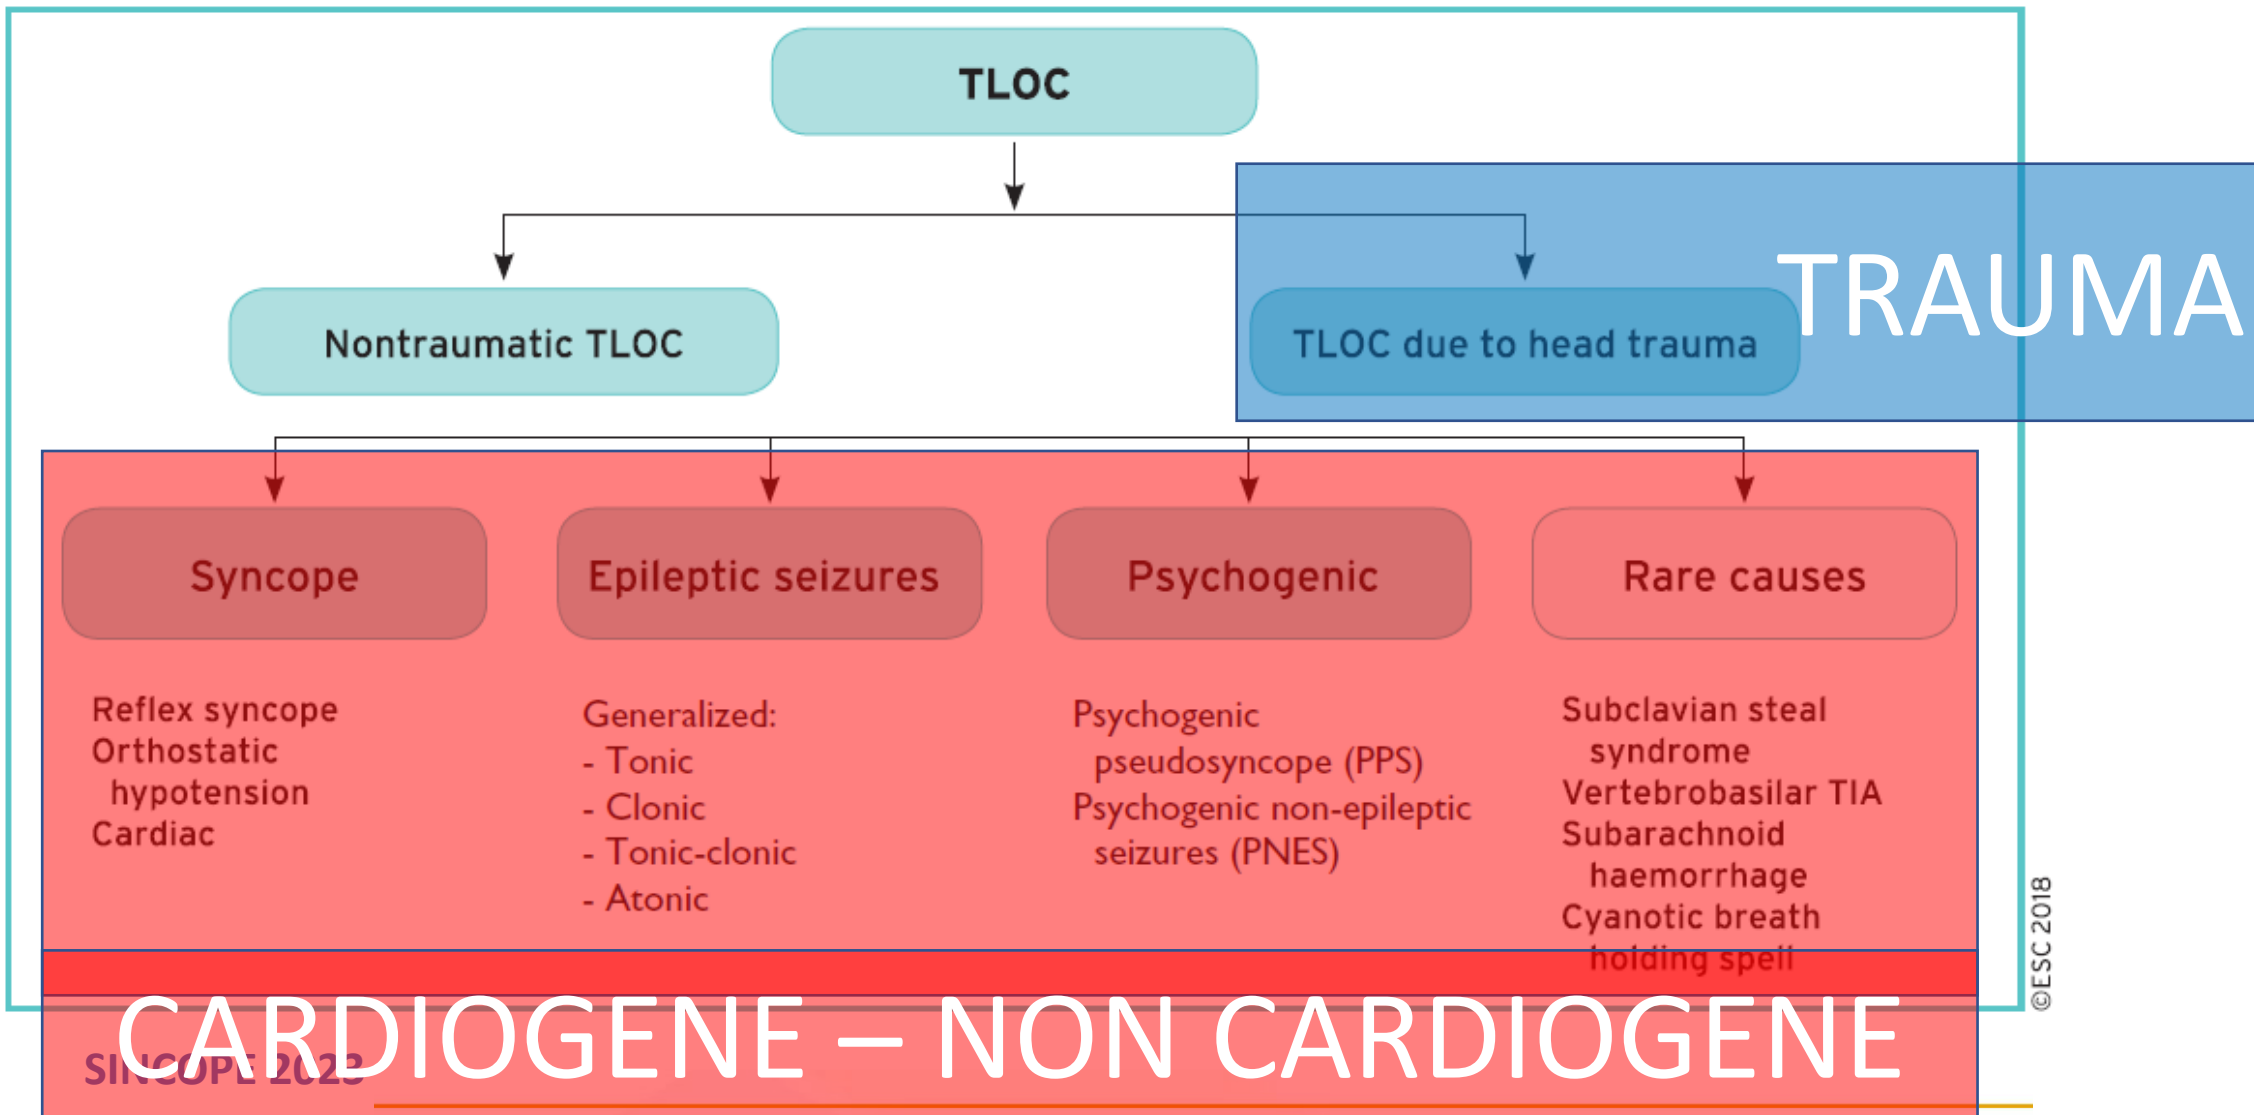 TLOC
Nontraumatic TLOC
TLOC due to head trauma
TRAUMA
Syncope
Epileptic seizures
Psychogenic
Rare causes
Reflex syncope
Orthostatic
hypotension
Cardiac
Generalized:
- Tonic
- Clonic
- Tonic-clonic
- Atonic
Psychogenic
pseudosyncope (PPS)
Psychogenic non-epileptic
seizures (PNES)
Subclavian steal
syndrome
Vertebrobasilar TIA
Subarachnoid
haemorrhage
Cyanotic breath
holding spell
©ESC 2018
CARDIOGENE – NON CARDIOGENE
SINCOPE 2023